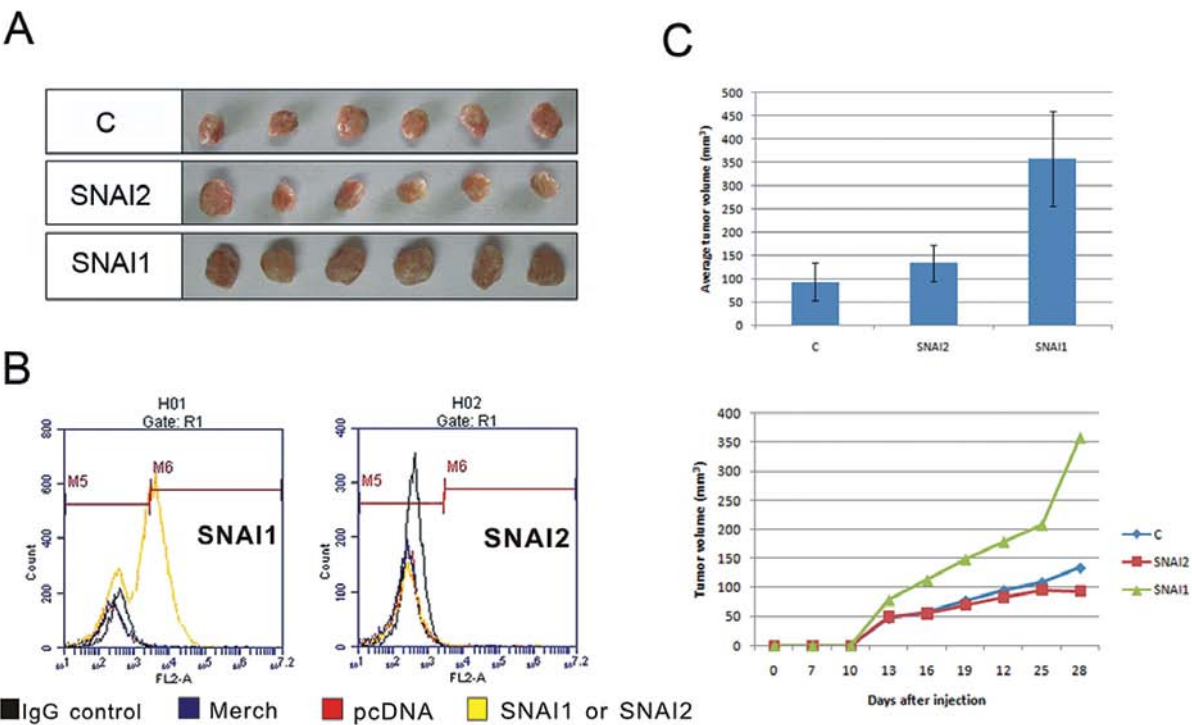 A
C
SNAI2
SNAI1
B
H01
Gate: R1
800
600
400
200
0
Count
M5
M6
SNAI1
FL2-A
H02
Gate: R1
400
300
200
100
0
Count
M5
M6
SNAI2
FL2-A
IgG control
Merch
pcDNA
SNAI1 or SNAI2
C
Average tumor volume (mm³)
500
450
400
350
300
250
200
150
100
50
0
C SNAI2 SNAI1
Tumor volume (mm³)
400
350
300
250
200
150
100
50
0
0 7 10 13 16 19 12 25 28
Days after injection
C
SNAI2
SNAI1